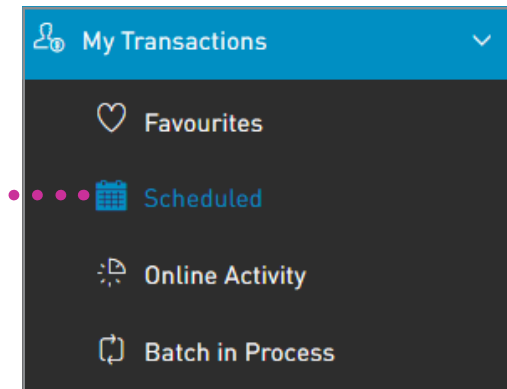 My Transactions
Favourites
Scheduled
Online Activity
Batch in Process